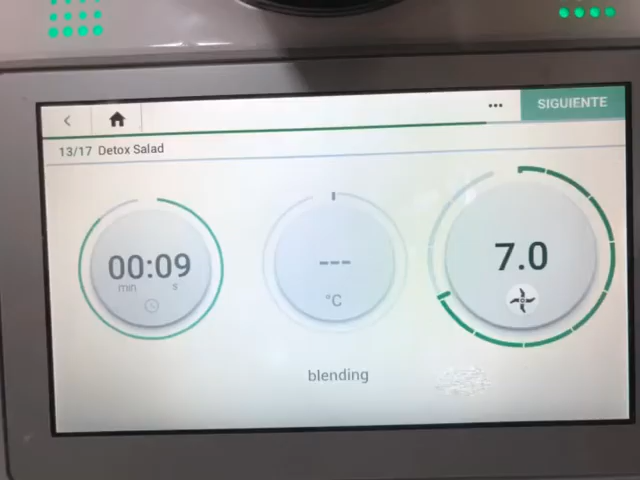 SIGUIENTE
13/17 Detox Salad
00:09
min s
---
°C
7.0
blending